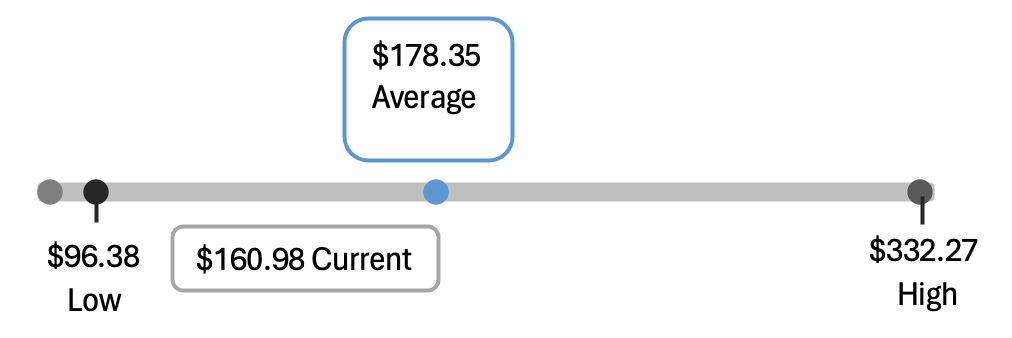 $178.35
Average
$96.38
Low
$160.98 Current
$332.27
High